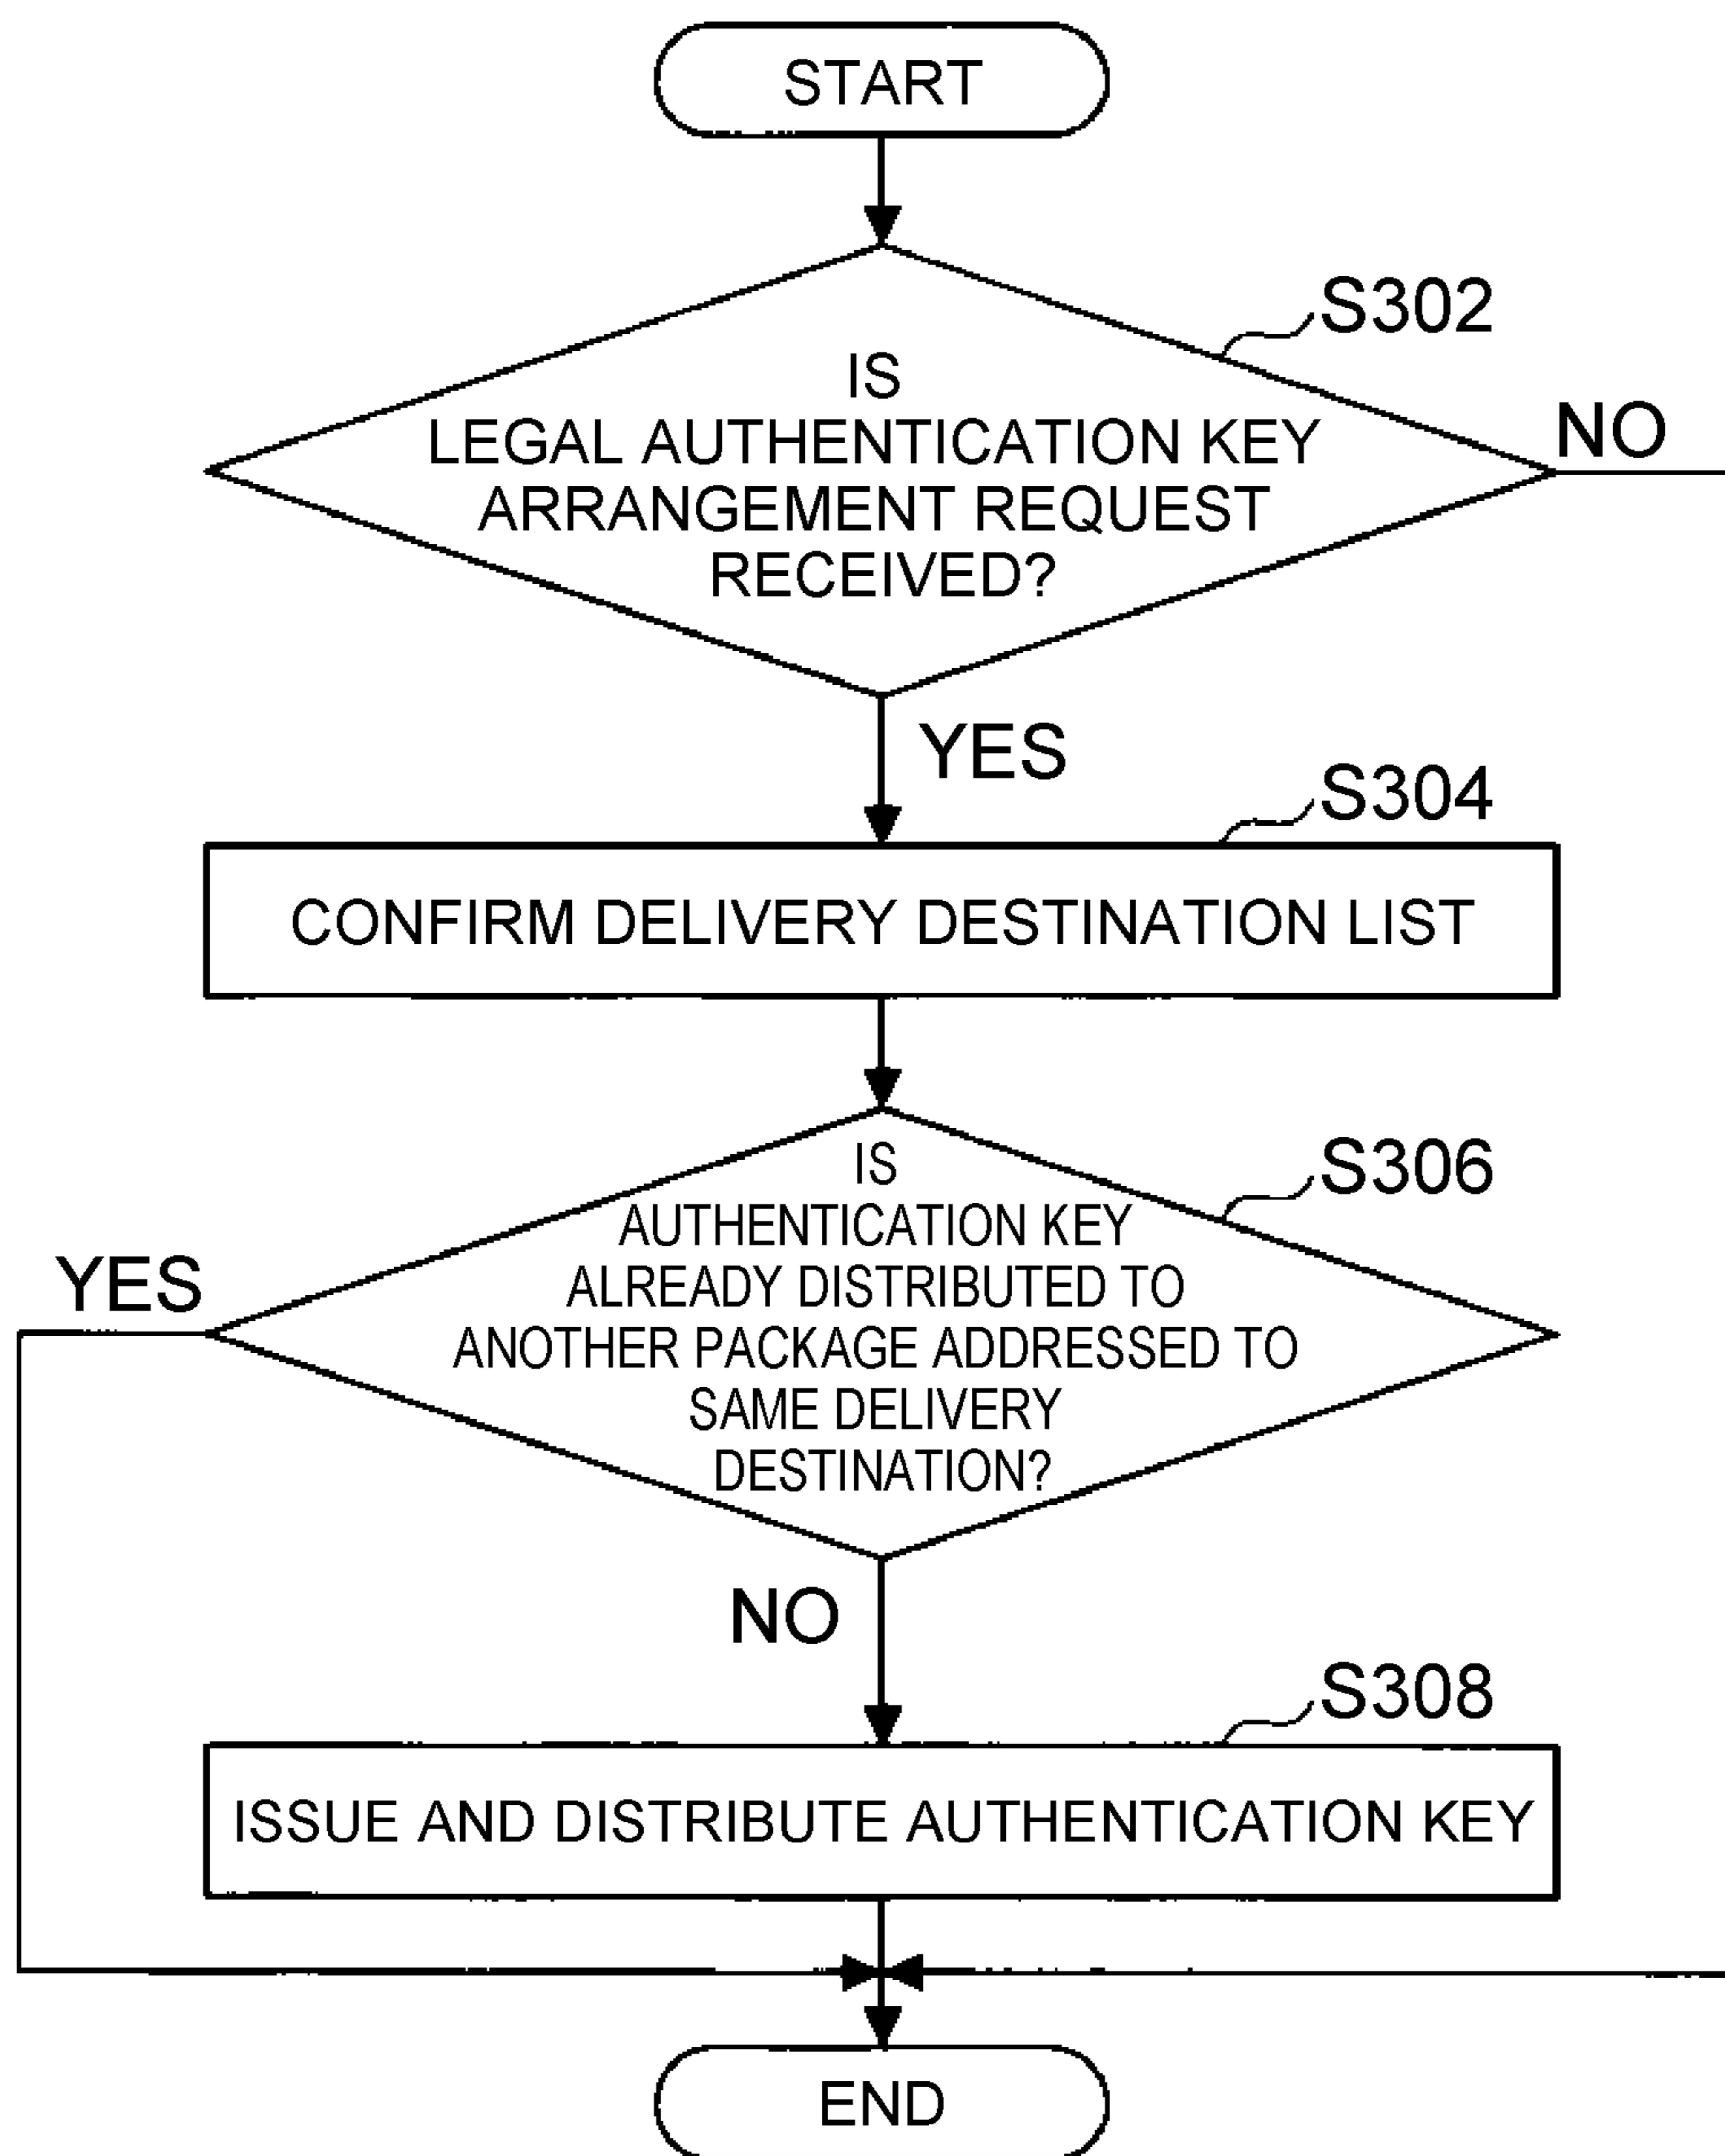 START
S302
IS
LEGAL AUTHENTICATION KEY
ARRANGEMENT REQUEST
RECEIVED?
NO
YES
S304
CONFIRM DELIVERY DESTINATION LIST
S306
IS
AUTHENTICATION KEY
ALREADY DISTRIBUTED TO
ANOTHER PACKAGE ADDRESSED TO
SAME DELIVERY
DESTINATION?
YES
NO
S308
ISSUE AND DISTRIBUTE AUTHENTICATION KEY
END